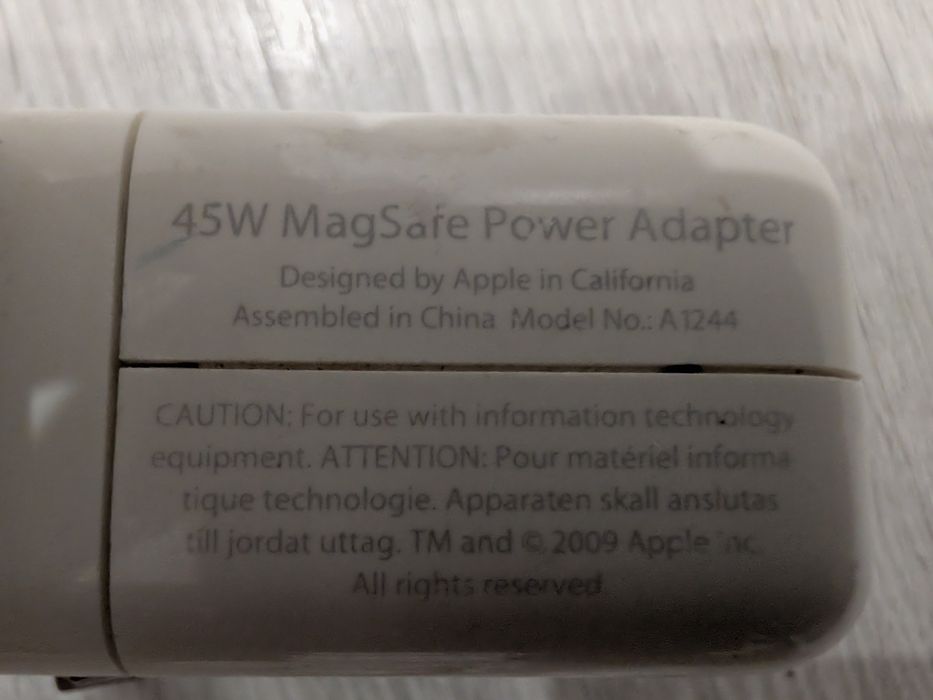 45W MagSafe Power Adapter
Designed by Apple in California
Assembled in China Model No.: A1244
CAUTION: For use with information technology
equipment. ATTENTION: Pour matériel informa-
tique technologie. Apparaten skall anslutas
till jordat uttag. TM and © 2009 Apple Inc.
All rights reserved